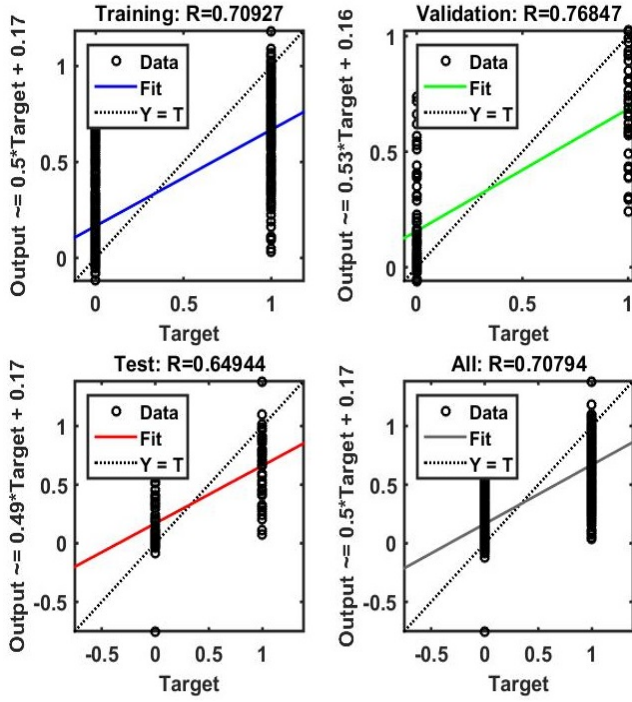 Training: R=0.70927
Output ~= 0.5*Target + 0.17
1
0.5
0
Data
Fit
Y = T
0
0.5
1
Target
Validation: R=0.76847
Output ~= 0.53*Target + 0.16
1
0.5
0
Data
Fit
Y = T
0
0.5
1
Target
Test: R=0.64944
Output ~= 0.49*Target + 0.17
1
0.5
0
-0.5
Data
Fit
Y = T
-0.5
0
0.5
1
Target
All: R=0.70794
Output ~= 0.5*Target + 0.17
1
0.5
0
-0.5
Data
Fit
Y = T
-0.5
0
0.5
1
Target